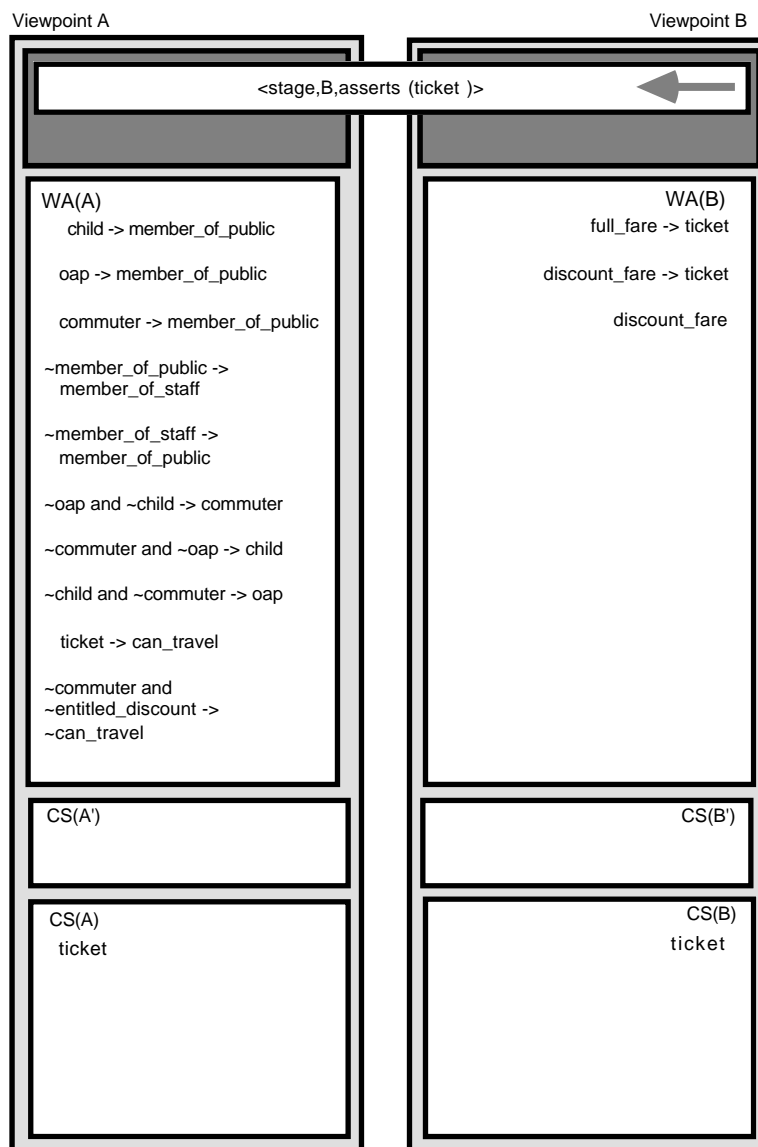 Viewpoint A
Viewpoint B
<stage,B,asserts (ticket )>
WA(A)
child -> member_of_public
oap -> member_of_public
commuter -> member_of_public
~member_of_public ->
member_of_staff
~member_of_staff ->
member_of_public
~oap and ~child -> commuter
~commuter and ~oap -> child
~child and ~commuter -> oap
ticket -> can_travel
~commuter and
~entitled_discount ->
~can_travel
WA(B)
full_fare -> ticket
discount_fare -> ticket
discount_fare
CS(A')
CS(B')
CS(A)
ticket
CS(B)
ticket